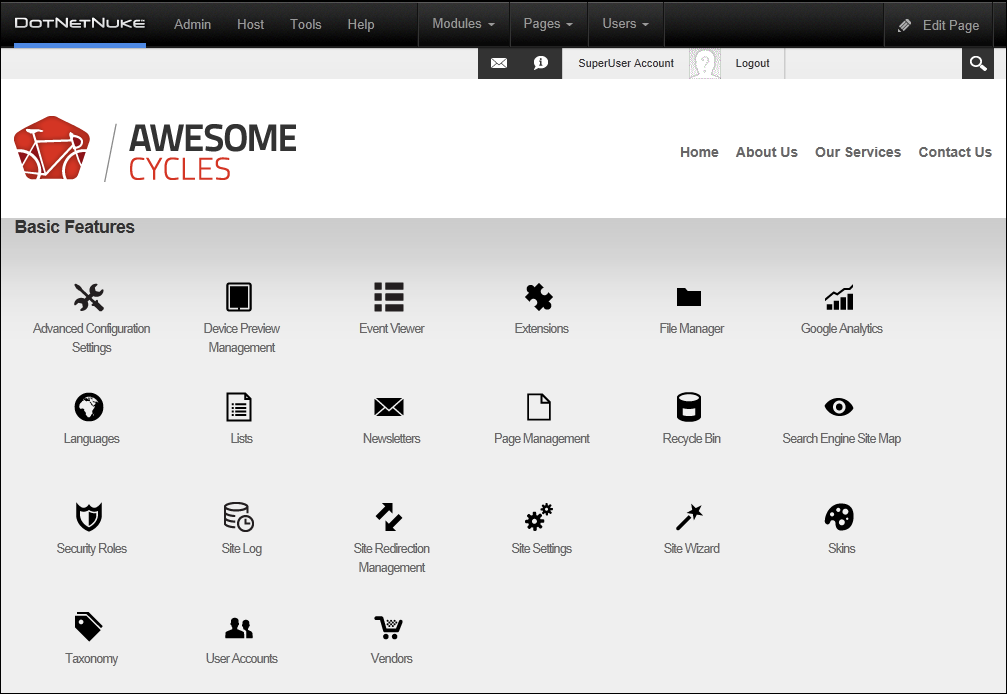 DotNetNuke Admin Host Tools Help Modules Pages Users Edit Page
SuperUser Account Logout
AWESOME
CYCLES
Home About Us Our Services Contact Us
Basic Features
Advanced Configuration
Settings
Device Preview
Management
Event Viewer
Extensions
File Manager
Google Analytics
Languages
Lists
Newsletters
Page Management
Recycle Bin
Search Engine Site Map
Security Roles
Site Log
Site Redirection
Management
Site Settings
Site Wizard
Skins
Taxonomy
User Accounts
Vendors